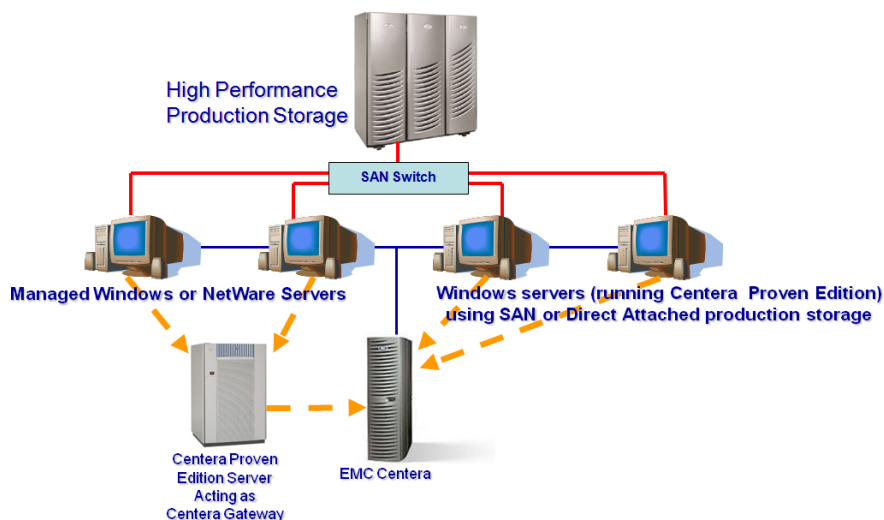 High Performance
Production Storage
SAN Switch
Managed Windows or NetWare Servers
Windows servers (running Centera Proven Edition)
using SAN or Direct Attached production storage
Centera Proven
Edition Server
Acting as
Centera Gateway
EMC Centera